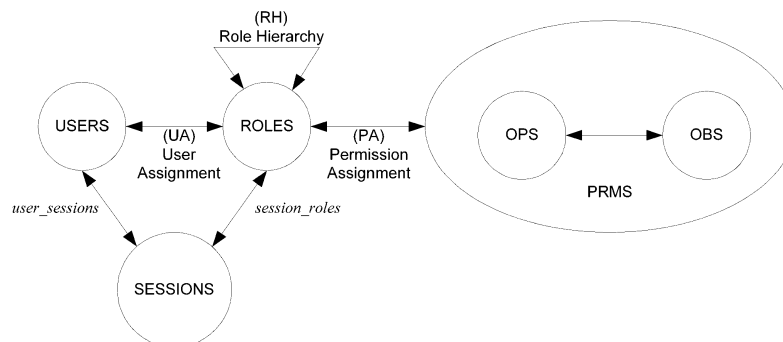 (RH)
Role Hierarchy
USERS
(UA)
User
Assignment
ROLES
(PA)
Permission
Assignment
OPS
OBS
PRMS
user_sessions
session_roles
SESSIONS